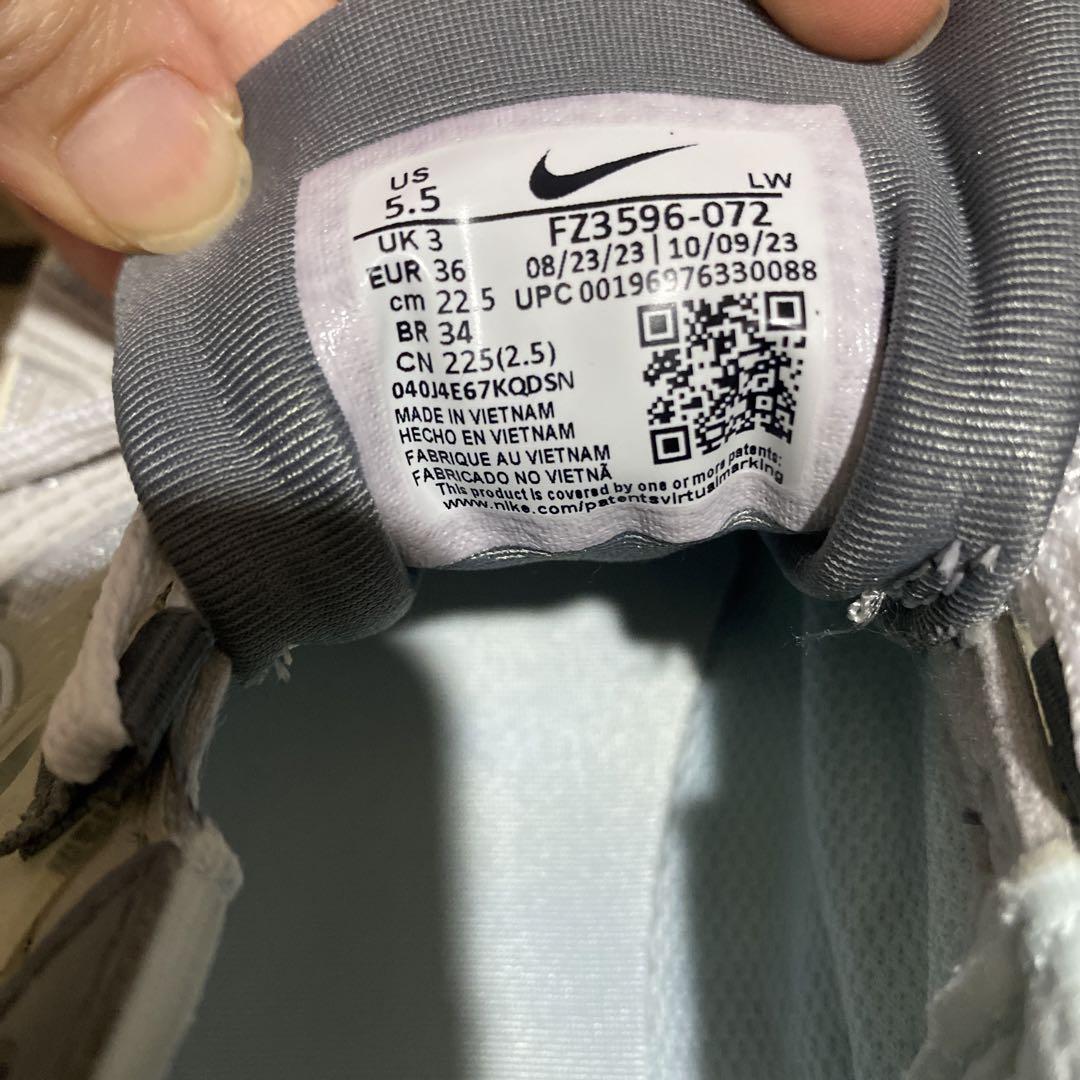 US
5.5
LW
UK 3
FZ3596-072
EUR 36
08/23/23 | 10/09/23
cm 22.5
UPC 00196976330088
BR 34
CN 225(2.5)
040J4E67KQDSN
MADE IN VIETNAM
HECHO EN VIETNAM
FABRIQUE AU VIETNAM
FABRICADO NO VIETNÃ
This product is covered by one or more patents:
www.nike.com/patentsvirtualmarking